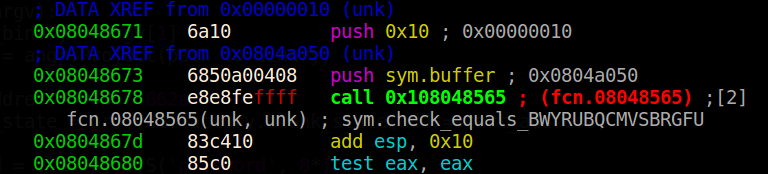 ; DATA XREF from 0x00000010 (unk)
0x08048671 6a10 push 0x10 ; 0x00000010
; DATA XREF from 0x0804a050 (unk)
0x08048673 6850a00408 push sym.buffer ; 0x0804a050
0x08048678 e8e8feffff call 0x108048565 ; (fcn.08048565) ;[2]
fcn.08048565(unk, unk) ; sym.check_equals_BWYRUBQCMVSBRGFU
0x0804867d 83c410 add esp, 0x10
0x08048680 85c0 test eax, eax